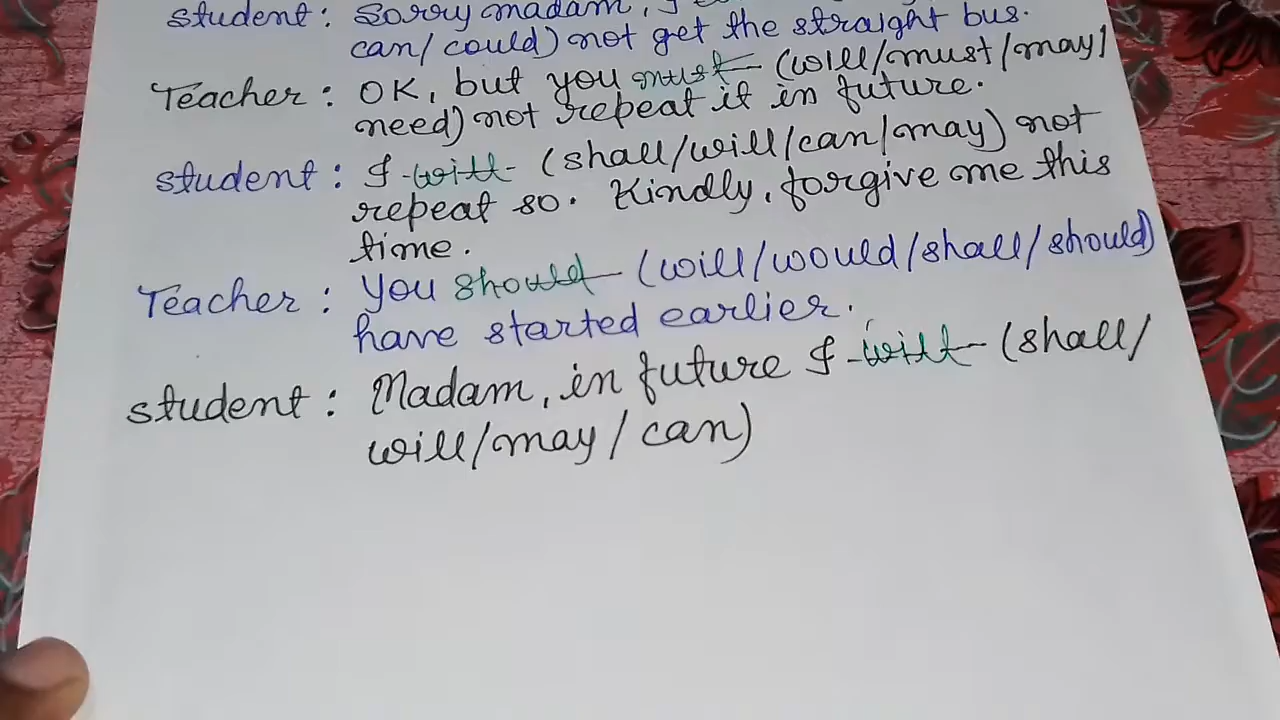 student: Sorry madam, I
can/could) not get the straight bus.
Teacher: OK, but you must (will/must/may/
need) not repeat it in future.
student: I will (shall/will/can/may) not
repeat so. Kindly, forgive me this
time.
Teacher: You should (will/would/shall/should)
have started earlier.
student: Madam, in future I will (shall/
will/may/can)